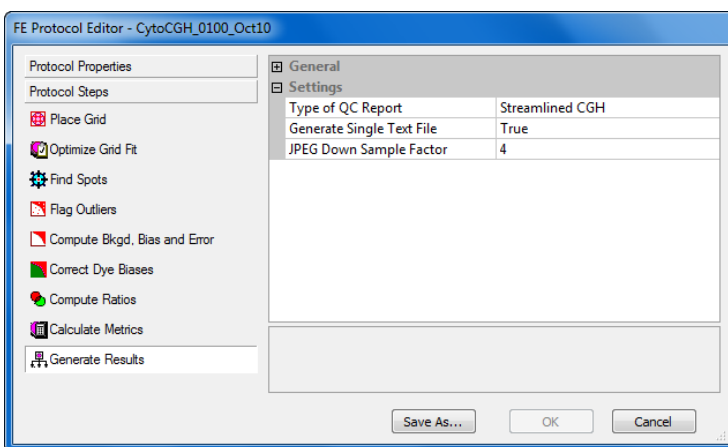 FE Protocol Editor - CytoCGH_0100_Oct10
Protocol Properties
Protocol Steps
Place Grid
Optimize Grid Fit
Find Spots
Flag Outliers
Compute Bkgd, Bias and Error
Correct Dye Biases
Compute Ratios
Calculate Metrics
Generate Results
General
Settings
Type of QC Report Streamlined CGH
Generate Single Text File True
JPEG Down Sample Factor 4
Save As... OK Cancel